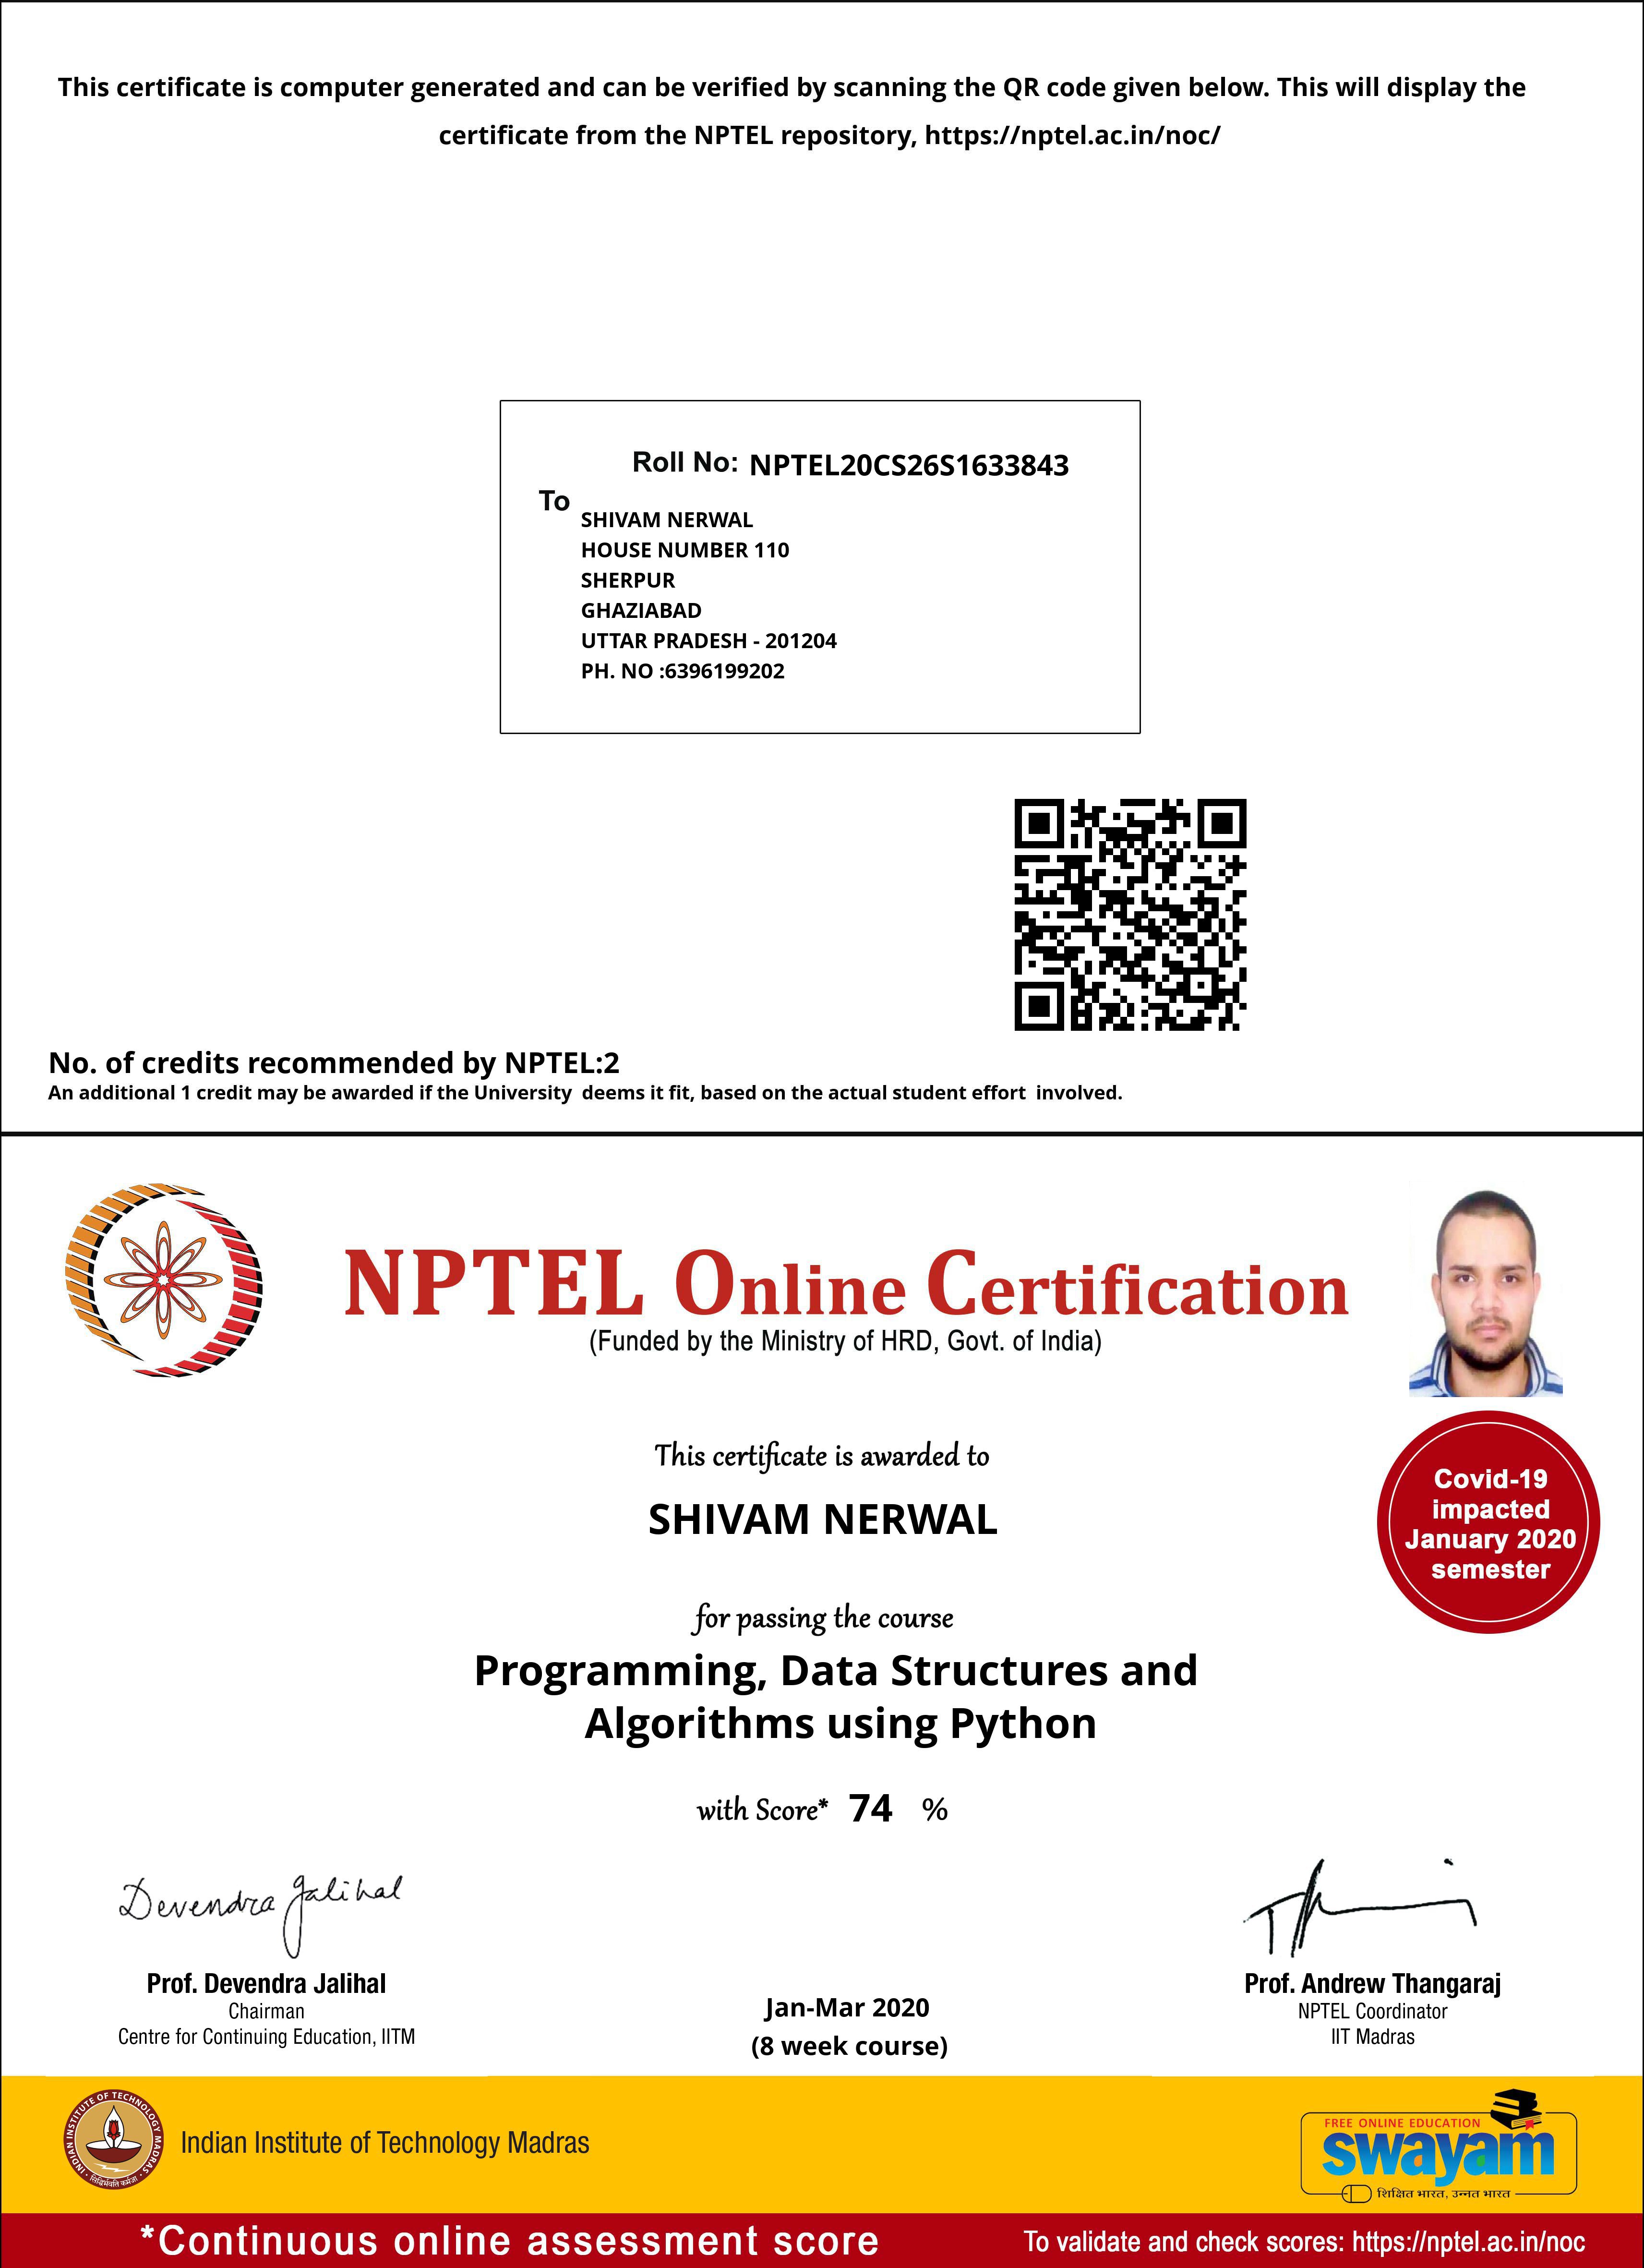 This certificate is computer generated and can be verified by scanning the QR code given below. This will display the
certificate from the NPTEL repository, https://nptel.ac.in/noc/
Roll No: NPTEL20CS26S1633843
To
SHIVAM NERWAL
HOUSE NUMBER 110
SHERPUR
GHAZIABAD
UTTAR PRADESH - 201204
PH. NO :6396199202
No. of credits recommended by NPTEL:2
An additional 1 credit may be awarded if the University deems it fit, based on the actual student effort involved.
NPTEL Online Certification
(Funded by the Ministry of HRD, Govt. of India)
This certificate is awarded to
SHIVAM NERWAL
Covid-19
impacted
January 2020
semester
for passing the course
Programming, Data Structures and
Algorithms using Python
with Score* 74 %
Devendra Jalihal
Prof. Devendra Jalihal
Chairman
Centre for Continuing Education, IITM
Jan-Mar 2020
(8 week course)
Prof. Andrew Thangaraj
NPTEL Coordinator
IIT Madras
INDIAN INSTITUTE OF TECHNOLOGY MADRAS
सिद्धिर्भवति कर्मजा
Indian Institute of Technology Madras
FREE ONLINE EDUCATION
swayam
शिक्षित भारत, उन्नत भारत
*Continuous online assessment score
To validate and check scores: https://nptel.ac.in/noc